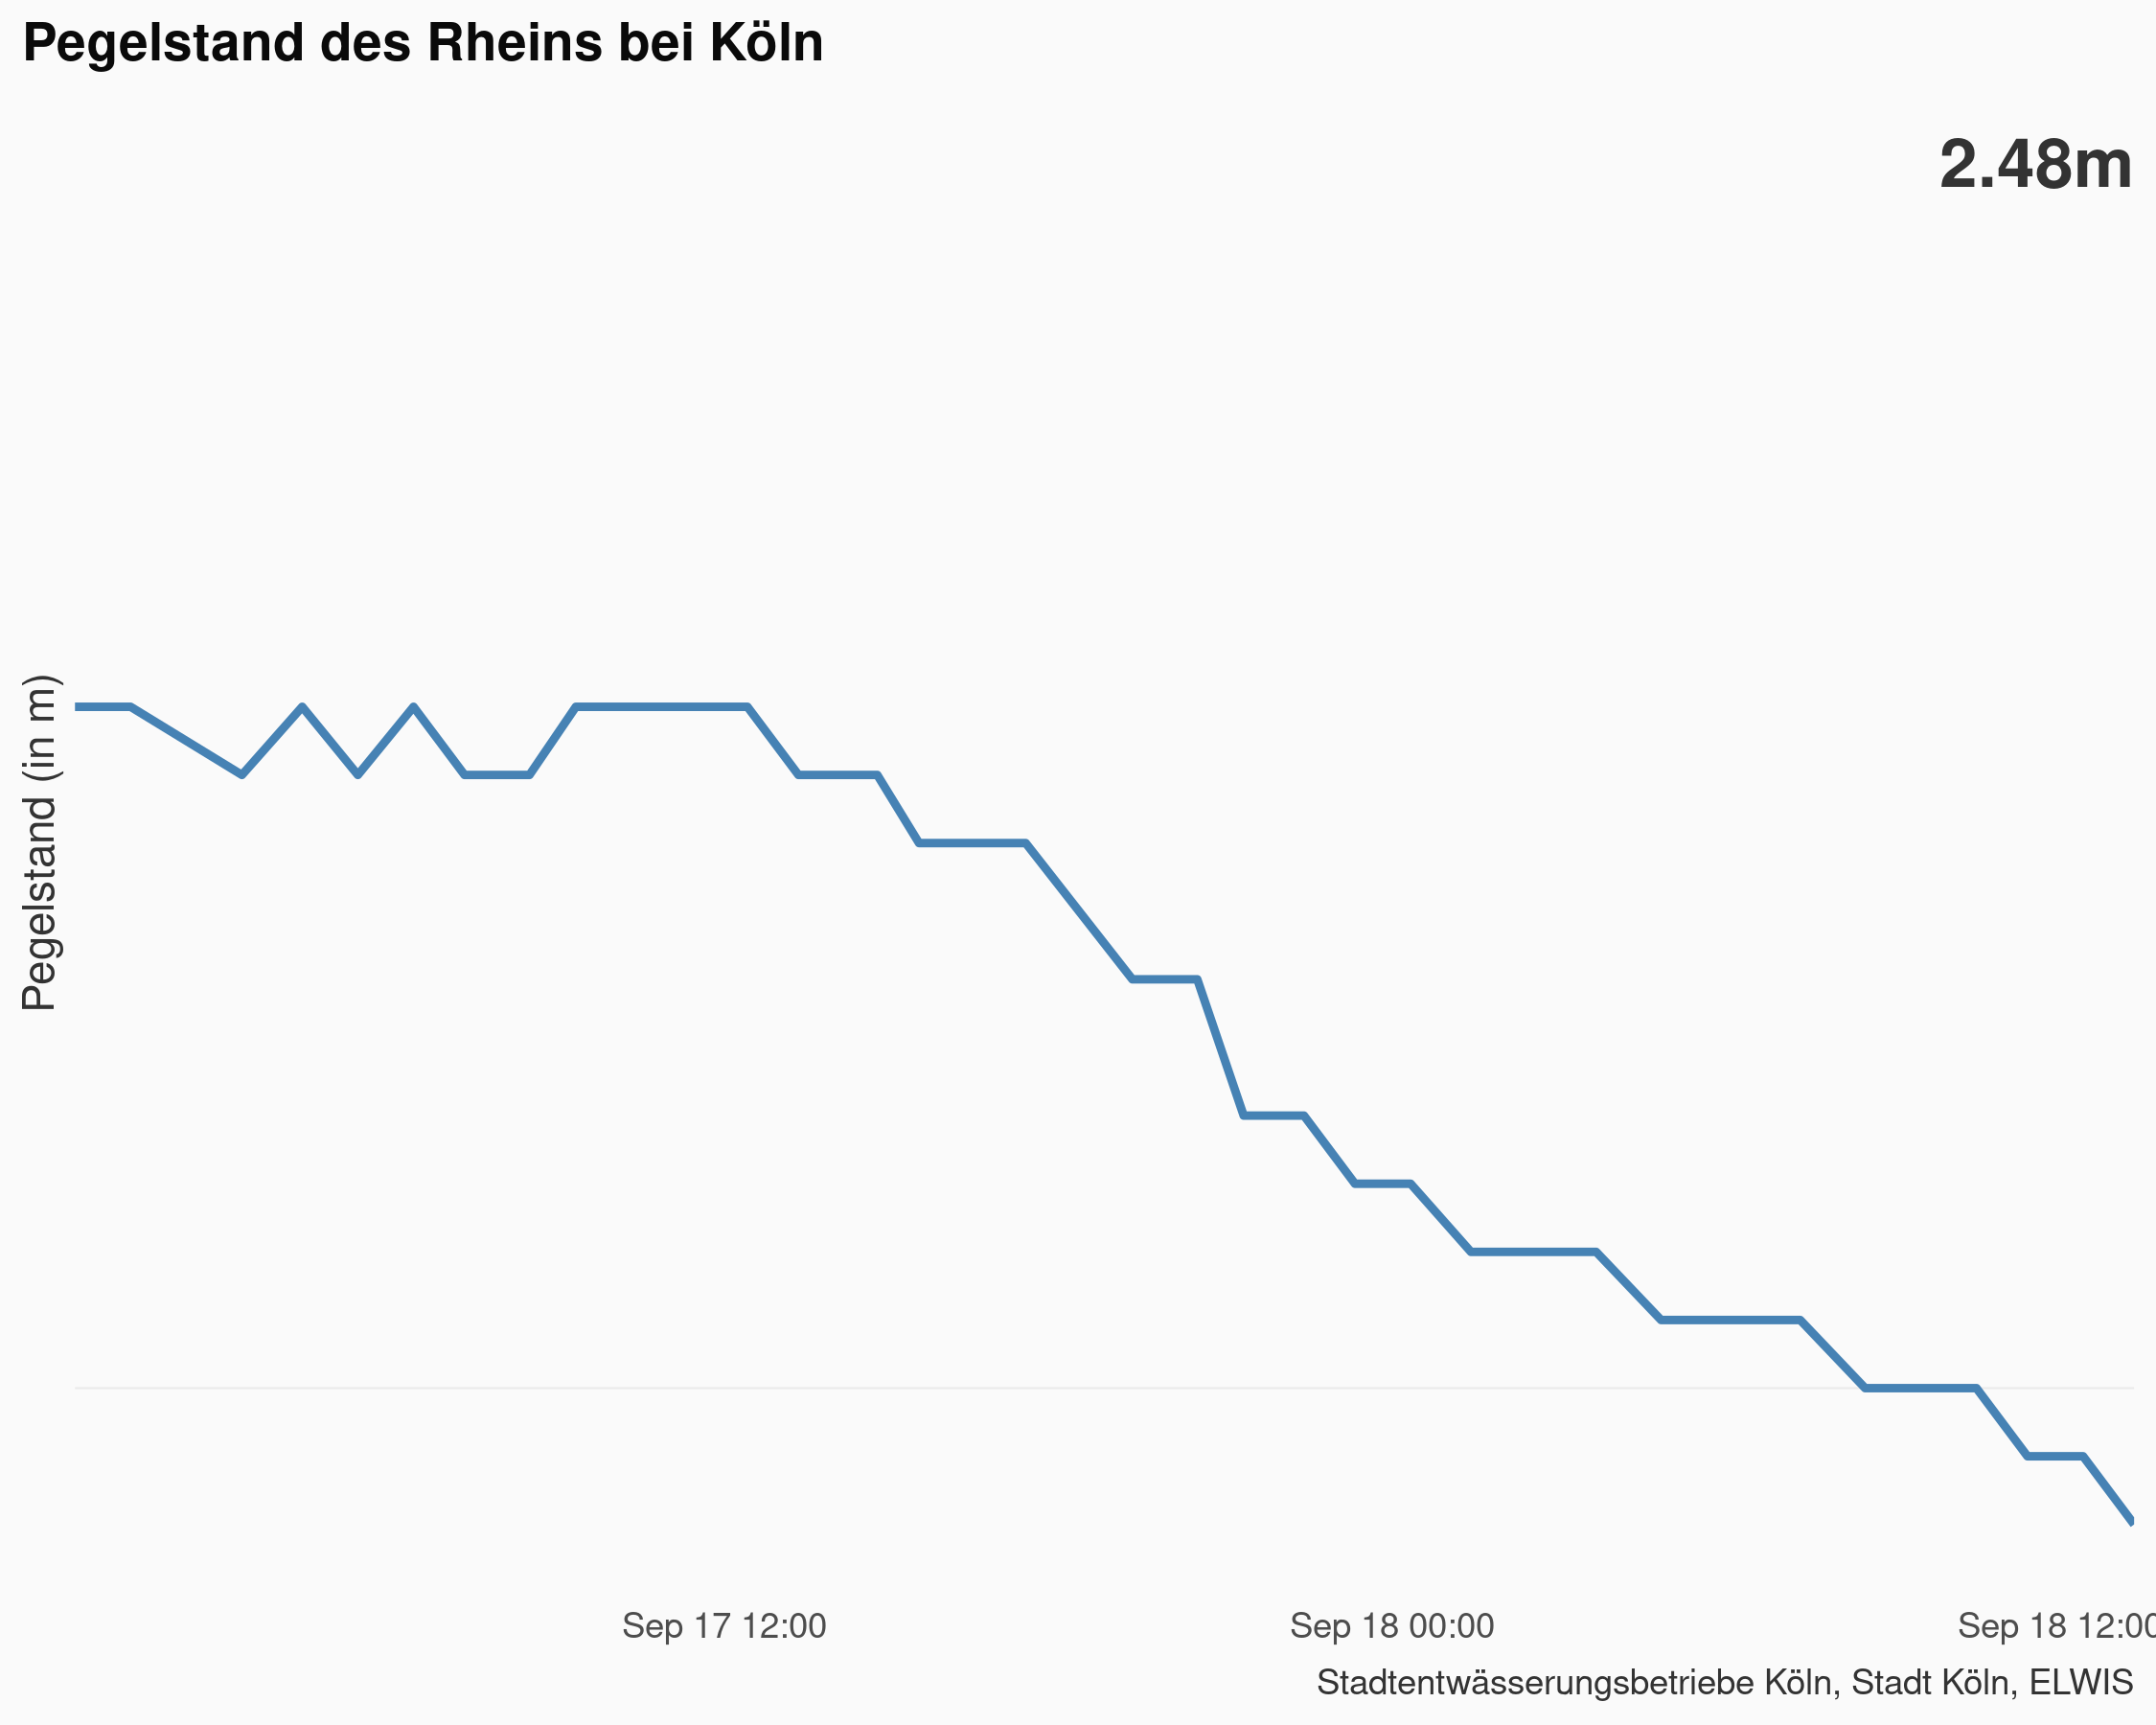 Pegelstand des Rheins bei Köln
2.48m
Pegelstand (in m)
Sep 17 12:00
Sep 18 00:00
Sep 18 12:00
Stadtentwässerungsbetriebe Köln, Stadt Köln, ELWIS